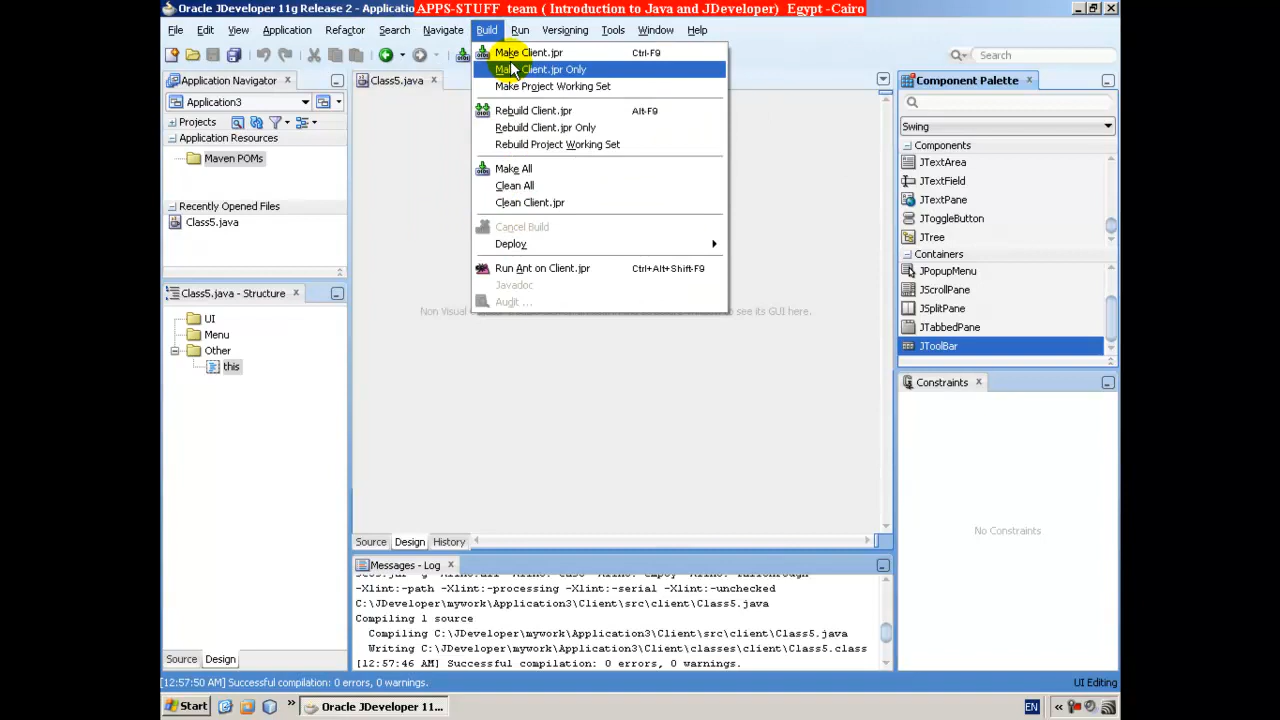 Oracle JDeveloper 11g Release 2 - Applicatio
APPS-STUFF team ( Introduction to Java and JDeveloper) Egypt -Cairo
File Edit View Application Refactor Search Navigate Build Run Versioning Tools Window Help
Search
Application Navigator
Application3
Projects
Application Resources
Maven POMs
Recently Opened Files
Class5.java
Class5.java - Structure
UI
Menu
Other
this
Source Design
Class5.java
Make Client.jpr Ctrl-F9
Make Client.jpr Only
Make Project Working Set
Rebuild Client.jpr Alt-F9
Rebuild Client.jpr Only
Rebuild Project Working Set
Make All
Clean All
Clean Client.jpr
Cancel Build
Deploy
Run Ant on Client.jpr Ctrl+Alt+Shift-F9
Javadoc
Audit ...
Non Visual
to see its GUI here.
Source Design History
Messages - Log
-Xlint:-path -Xlint:-processing -Xlint:-serial -Xlint:-unchecked
C:\JDeveloper\mywork\Application3\Client\src\client\Class5.java
Compiling 1 source
Compiling C:\JDeveloper\mywork\Application3\Client\src\client\Class5.java
Writing C:\JDeveloper\mywork\Application3\Client\classes\client\Class5.class
[12:57:46 AM] Successful compilation: 0 errors, 0 warnings.
Component Palette
Swing
Components
JTextArea
JTextField
JTextPane
JToggleButton
JTree
Containers
JPopupMenu
JScrollPane
JSplitPane
JTabbedPane
JToolBar
Constraints
No Constraints
[12:57:50 AM] Successful compilation: 0 errors, 0 warnings.
UI Editing
Start
Oracle JDeveloper 11...
EN